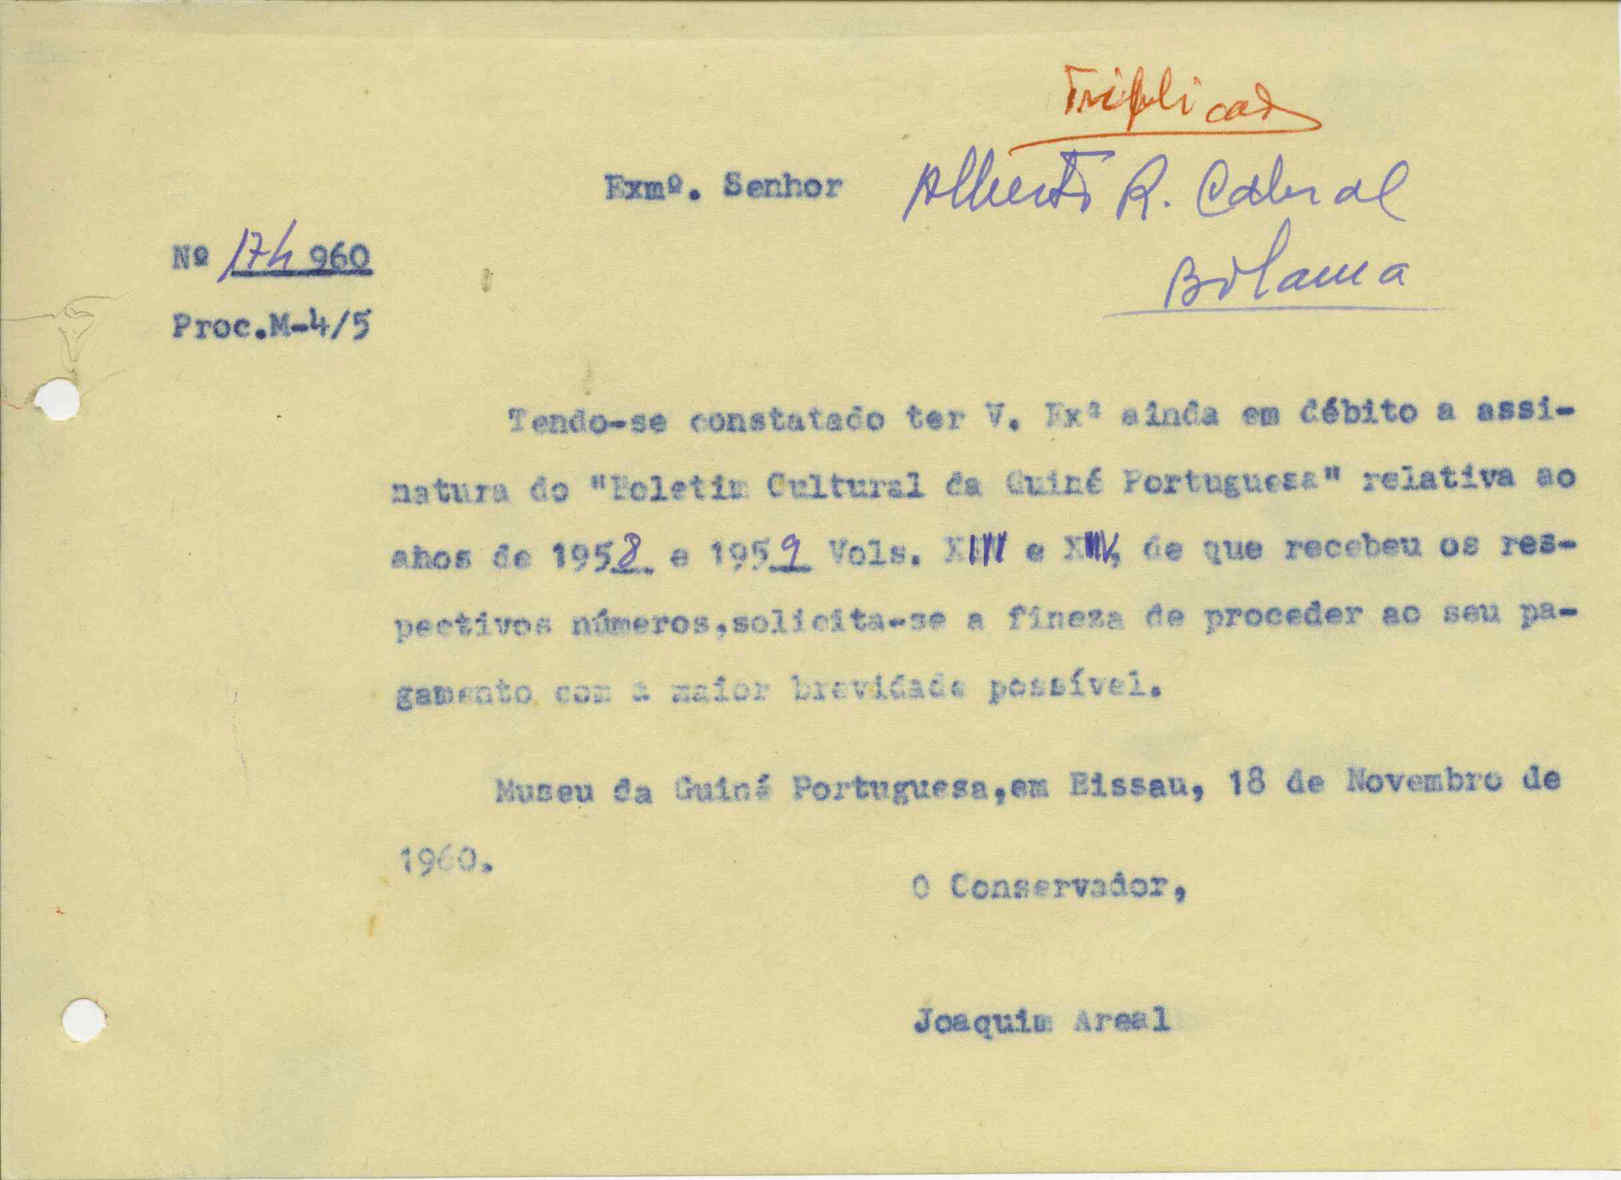 Triplicado
Exmº. Senhor Alberto R. Cabral
Bolama
Nº 174/960
Proc.M-4/5
Tendo-se constatado ter V. Exª ainda em débito a assi-
natura do "Boletim Cultural da Guiné Portuguesa" relativa ao
anos de 1958 e 1959 Vols. XIII e XIV, de que recebeu os res-
pectivos números,solicita-se a fineza de proceder ao seu pa-
gamento com a maior brevidade possível.
Museu da Guiné Portuguesa,em Bissau, 18 de Novembro de
1960.
O Conservador,
Joaquim Areal